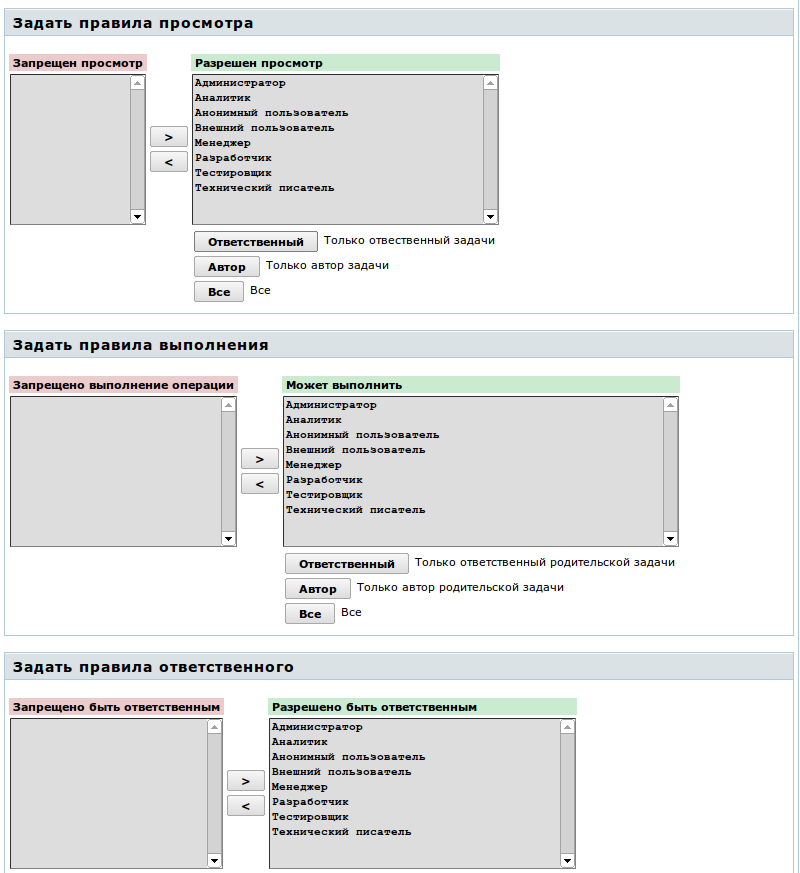 Задать правила просмотра
Запрещен просмотр
Разрешен просмотр
Администратор
Аналитик
Анонимный пользователь
Внешний пользователь
Менеджер
Разработчик
Тестировщик
Технический писатель
>
<
Ответственный Только отвественный задачи
Автор Только автор задачи
Все Все
Задать правила выполнения
Запрещено выполнение операции
Может выполнить
Администратор
Аналитик
Анонимный пользователь
Внешний пользователь
Менеджер
Разработчик
Тестировщик
Технический писатель
>
<
Ответственный Только ответственный родительской задачи
Автор Только автор родительской задачи
Все Все
Задать правила ответственного
Запрещено быть ответственным
Разрешено быть ответственным
Администратор
Аналитик
Анонимный пользователь
Внешний пользователь
Менеджер
Разработчик
Тестировщик
Технический писатель
>
<